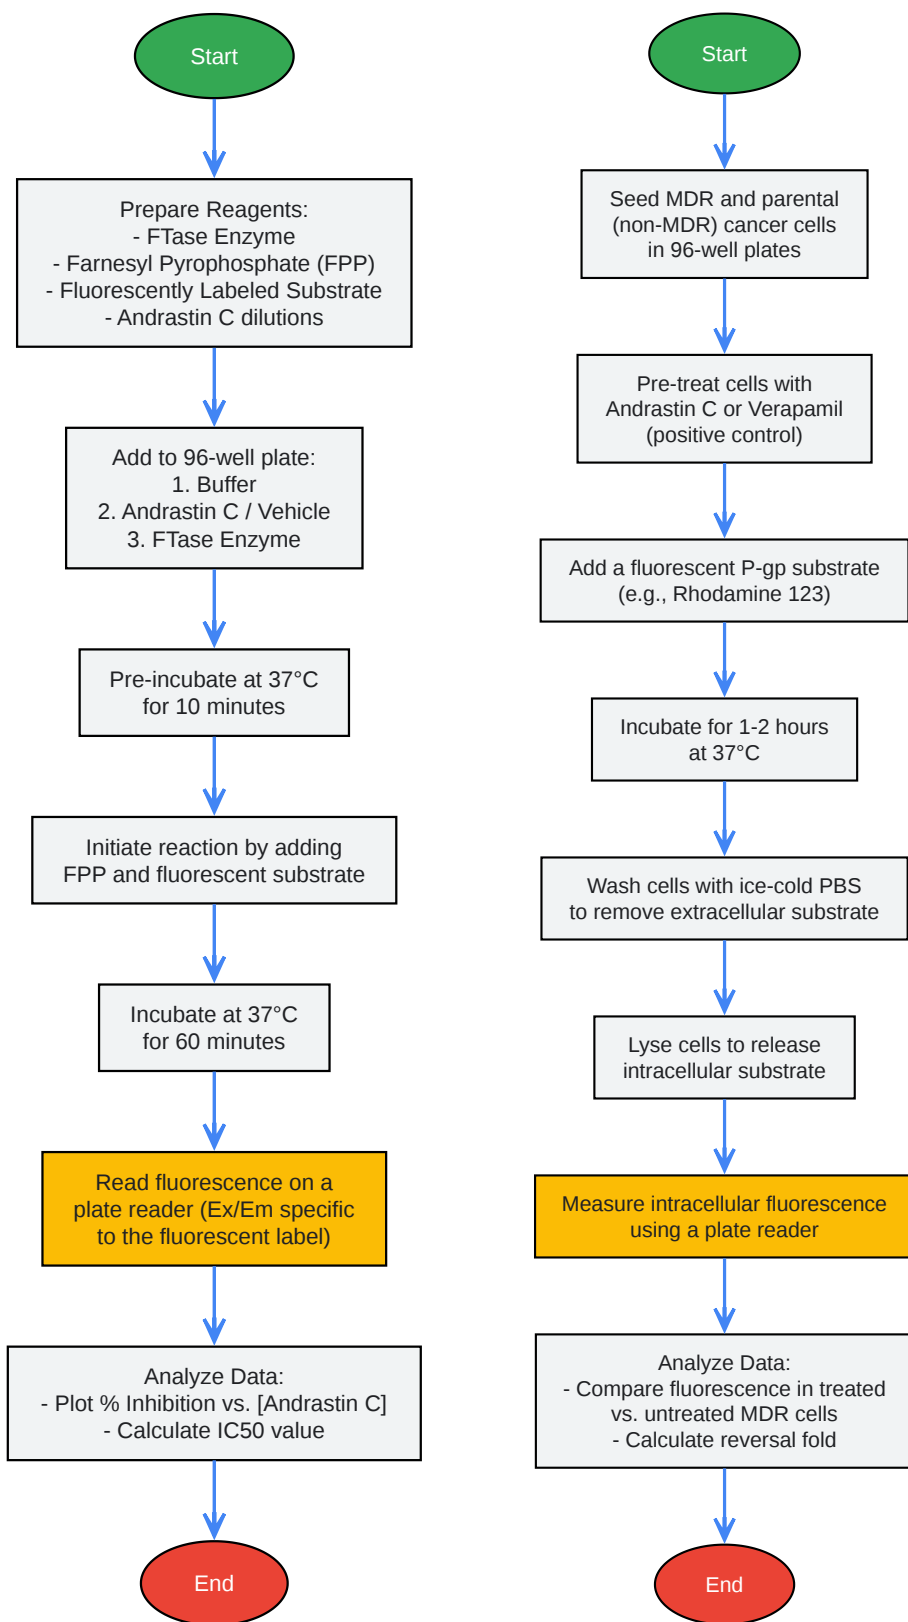 Start
Prepare Reagents:
- FTase Enzyme
- Farnesyl Pyrophosphate (FPP)
- Fluorescently Labeled Substrate
- Andrastin C dilutions
Add to 96-well plate:
1. Buffer
2. Andrastin C / Vehicle
3. FTase Enzyme
Pre-incubate at 37°C
for 10 minutes
Initiate reaction by adding
FPP and fluorescent substrate
Incubate at 37°C
for 60 minutes
Read fluorescence on a
plate reader (Ex/Em specific
to the fluorescent label)
Analyze Data:
- Plot % Inhibition vs. [Andrastin C]
- Calculate IC50 value
End
Start
Seed MDR and parental
(non-MDR) cancer cells
in 96-well plates
Pre-treat cells with
Andrastin C or Verapamil
(positive control)
Add a fluorescent P-gp substrate
(e.g., Rhodamine 123)
Incubate for 1-2 hours
at 37°C
Wash cells with ice-cold PBS
to remove extracellular substrate
Lyse cells to release
intracellular substrate
Measure intracellular fluorescence
using a plate reader
Analyze Data:
- Compare fluorescence in treated
vs. untreated MDR cells
- Calculate reversal fold
End